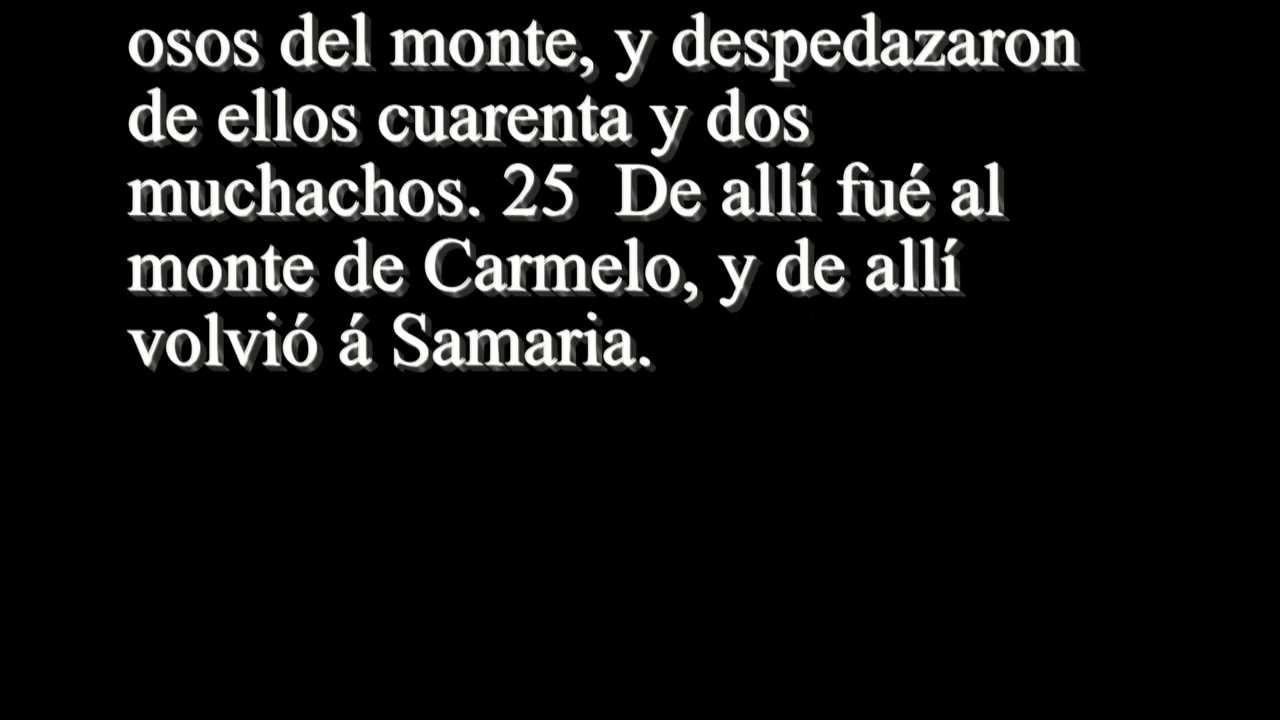 osos del monte, y despedazaron
de ellos cuarenta y dos
muchachos. 25  De allí fué al
monte de Carmelo, y de allí
volvió á Samaria.